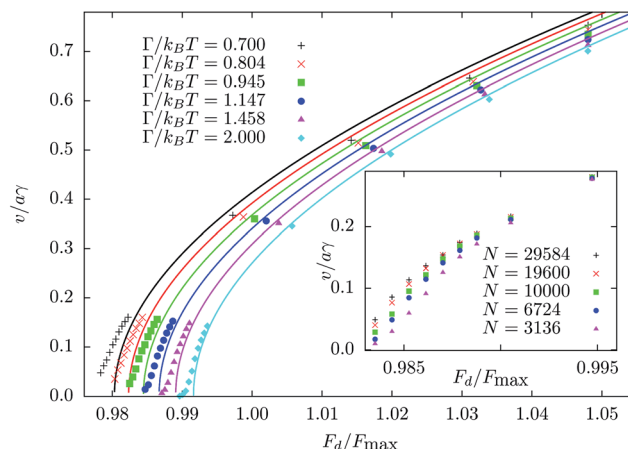 0.7
0.6
0.5
0.4
0.3
0.2
0.1
0.0
v/aγ
Γ/k_BT = 0.700
Γ/k_BT = 0.804
Γ/k_BT = 0.945
Γ/k_BT = 1.147
Γ/k_BT = 1.458
Γ/k_BT = 2.000
0.2
0.1
0.0
v/aγ
N = 29584
N = 19600
N = 10000
N = 6724
N = 3136
0.985 0.995
F_d/F_max
0.98 0.99 1.00 1.01 1.02 1.03 1.04 1.05
F_d/F_max